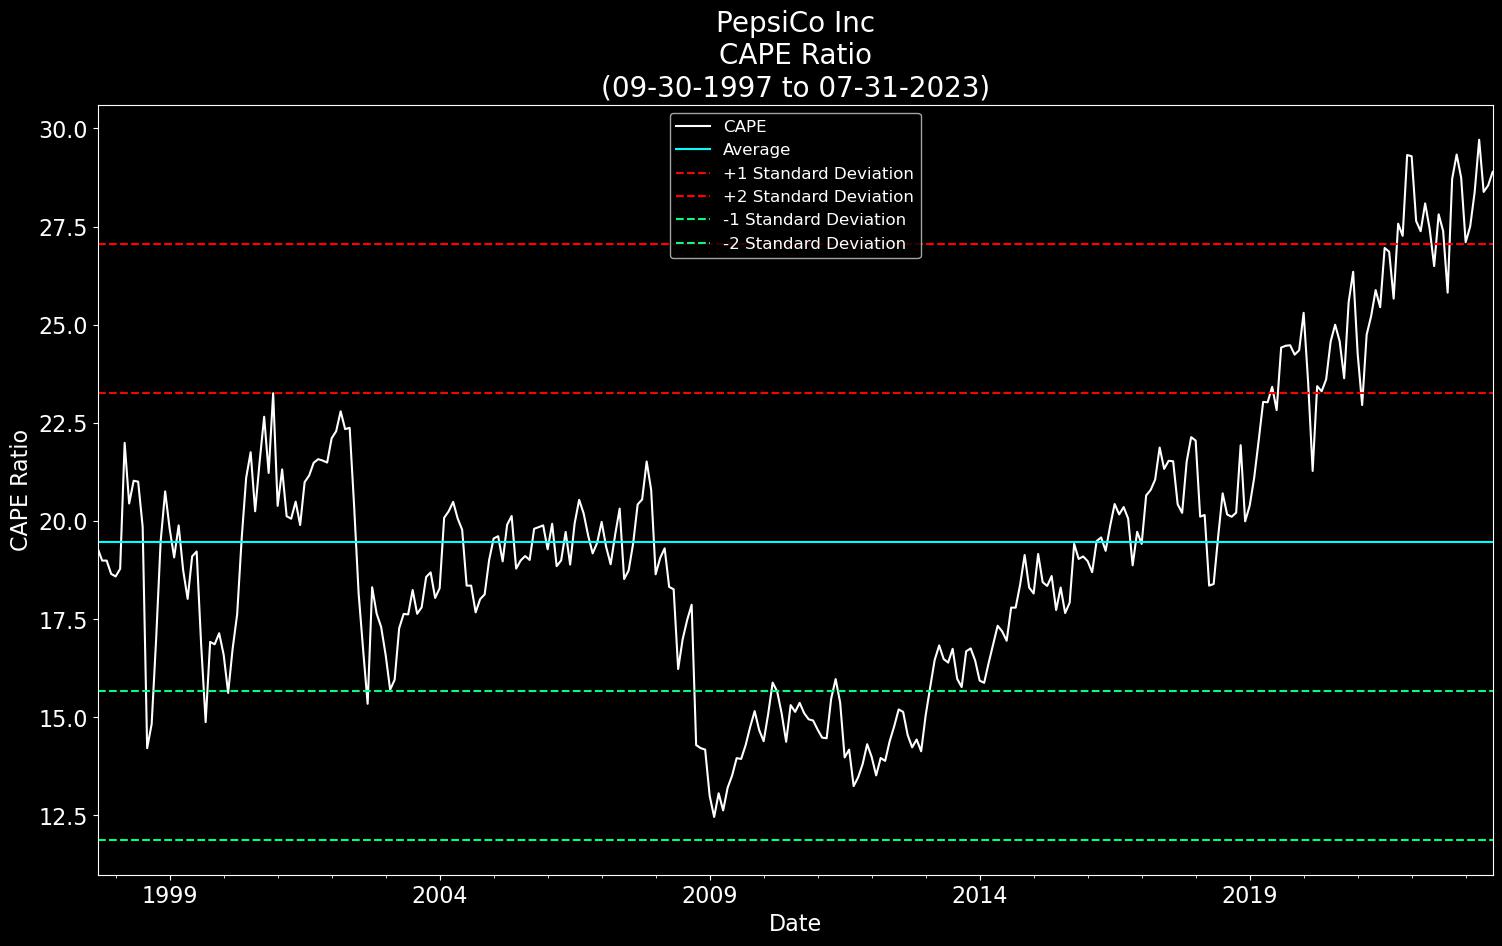 PepsiCo Inc
CAPE Ratio
(09-30-1997 to 07-31-2023)
CAPE
Average
+1 Standard Deviation
+2 Standard Deviation
-1 Standard Deviation
-2 Standard Deviation
30.0
27.5
25.0
22.5
20.0
17.5
15.0
12.5
CAPE Ratio
1999 2004 2009 2014 2019
Date